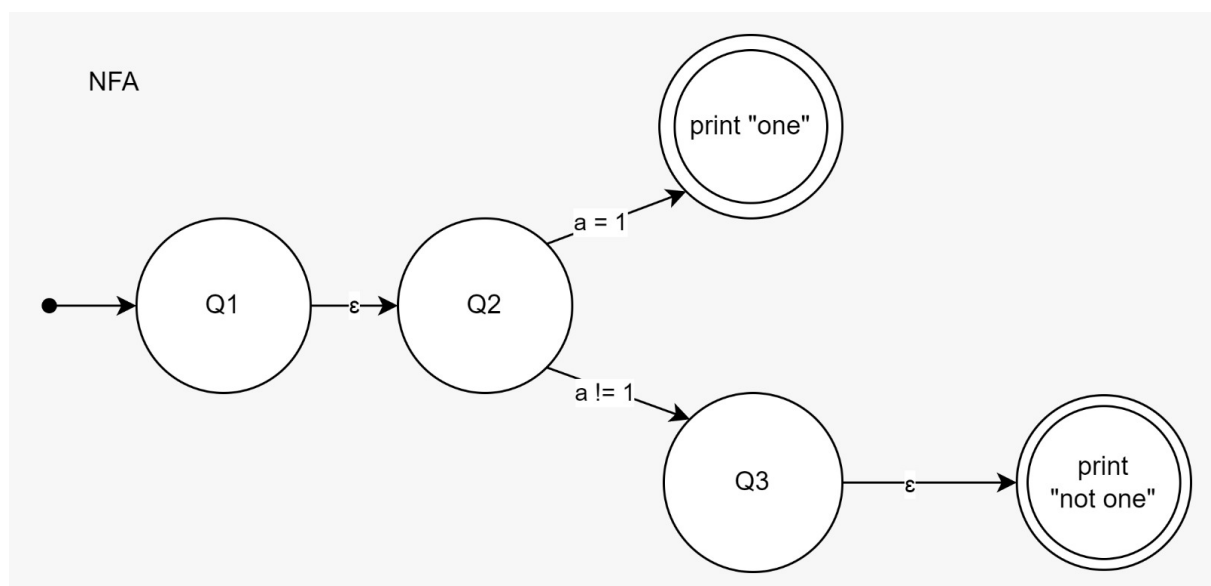 NFA
print "one"
a = 1
Q1
ε
Q2
a != 1
Q3
ε
print
"not one"